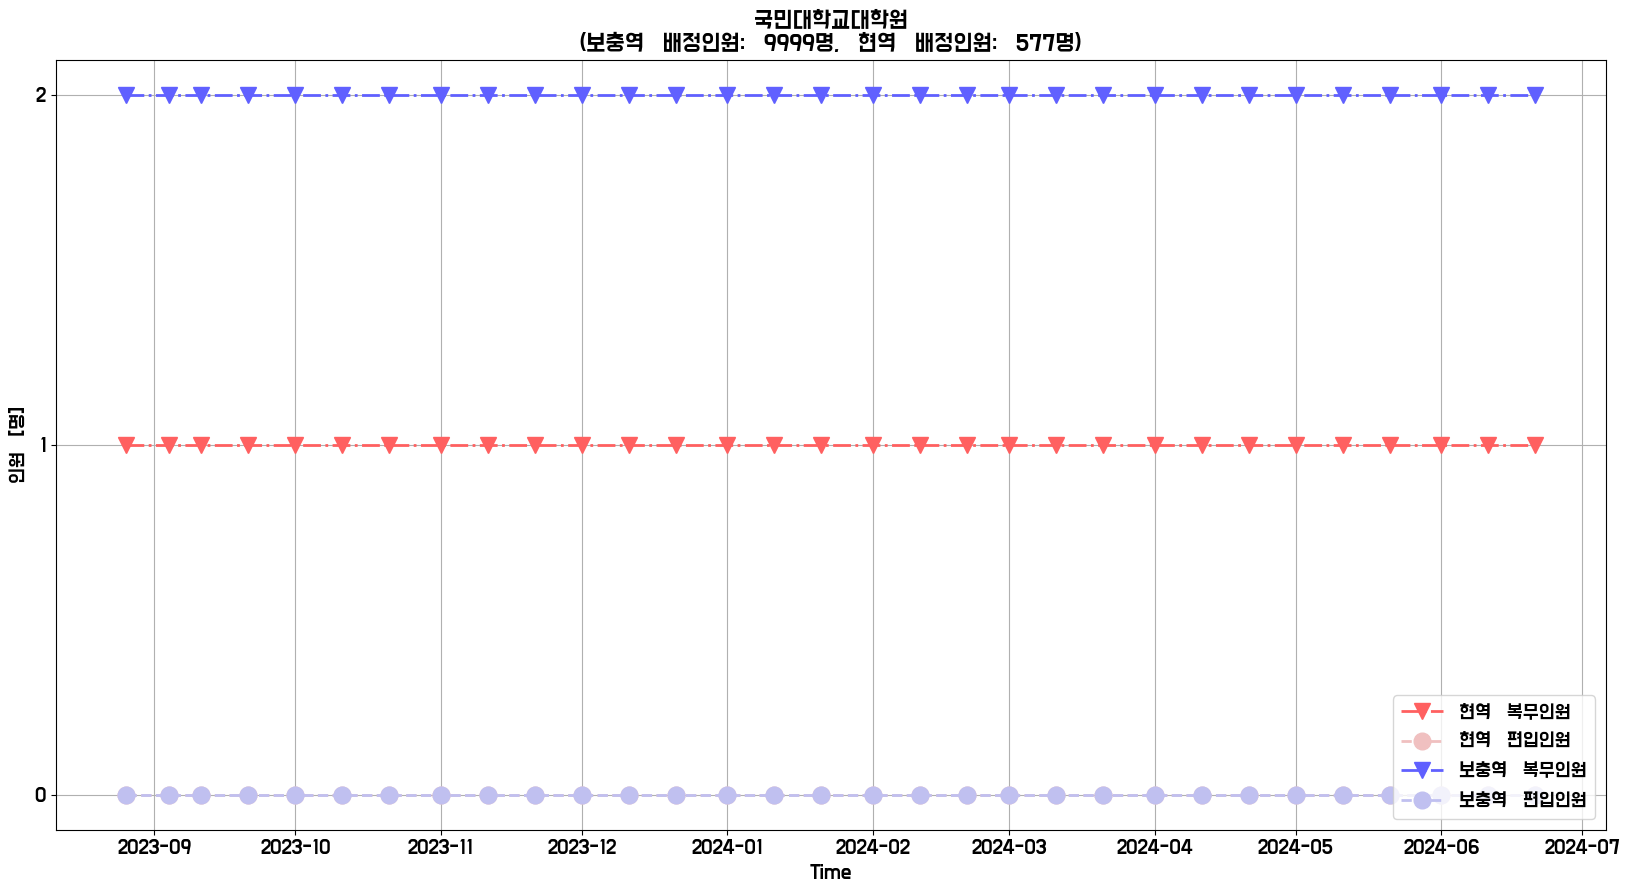 국민대학교대학원
(보충역 배정인원: 9999명, 현역 배정인원: 577명)
인원 [명]
2
1
0
현역 복무인원
현역 편입인원
보충역 복무인원
보충역 편입인원
2023-09 2023-10 2023-11 2023-12 2024-01 2024-02 2024-03 2024-04 2024-05 2024-06 2024-07
Time